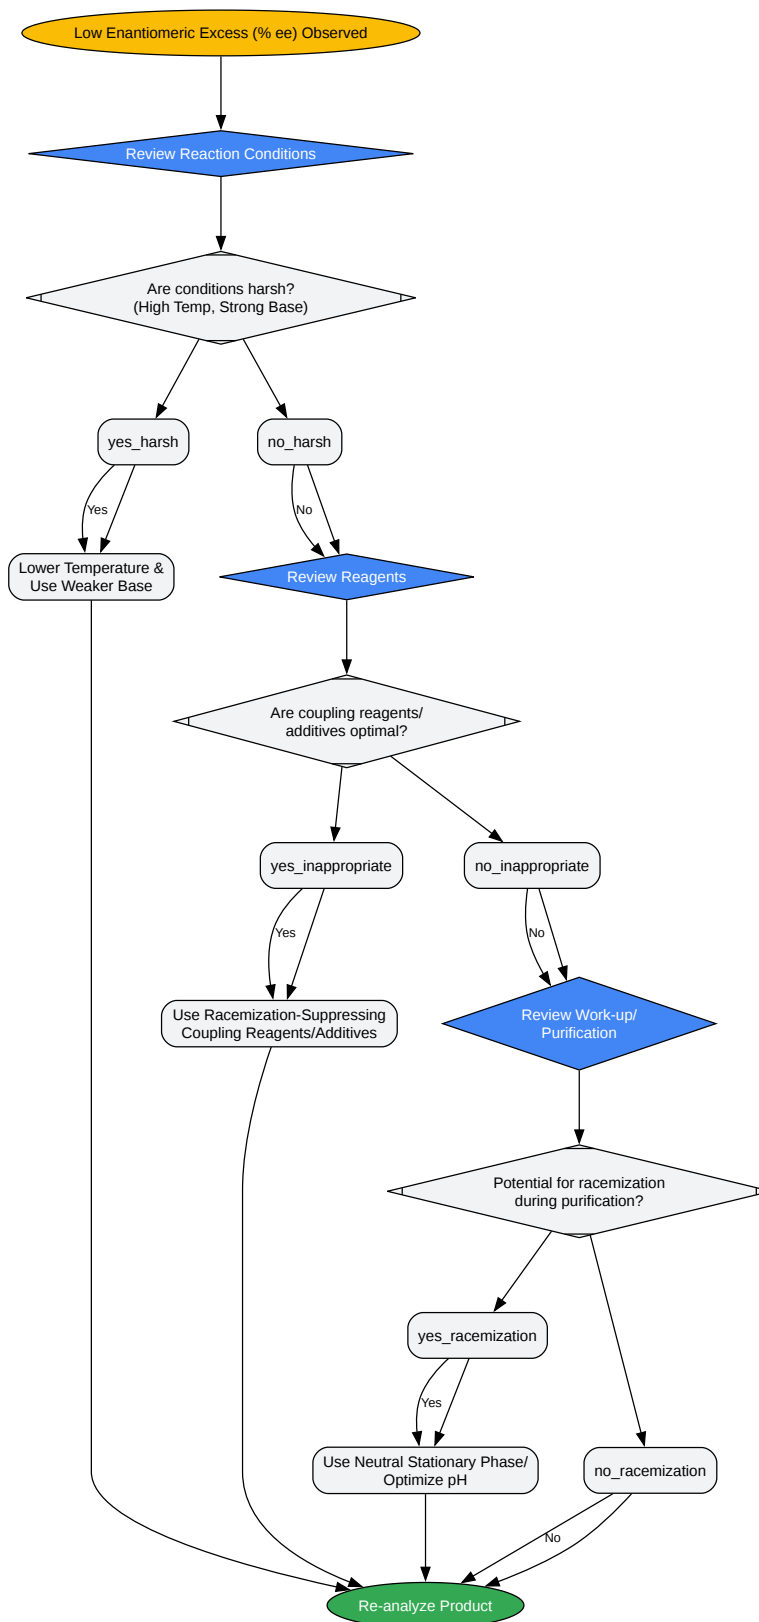 Low Enantiomeric Excess (% ee) Observed
Review Reaction Conditions
Are conditions harsh?
(High Temp, Strong Base)
yes_harsh
no_harsh
Yes
No
Lower Temperature &
Use Weaker Base
Review Reagents
Are coupling reagents/
additives optimal?
yes_inappropriate
no_inappropriate
Yes
No
Use Racemization-Suppressing
Coupling Reagents/Additives
Review Work-up/
Purification
Potential for racemization
during purification?
yes_racemization
Yes
Use Neutral Stationary Phase/
Optimize pH
no_racemization
No
Re-analyze Product